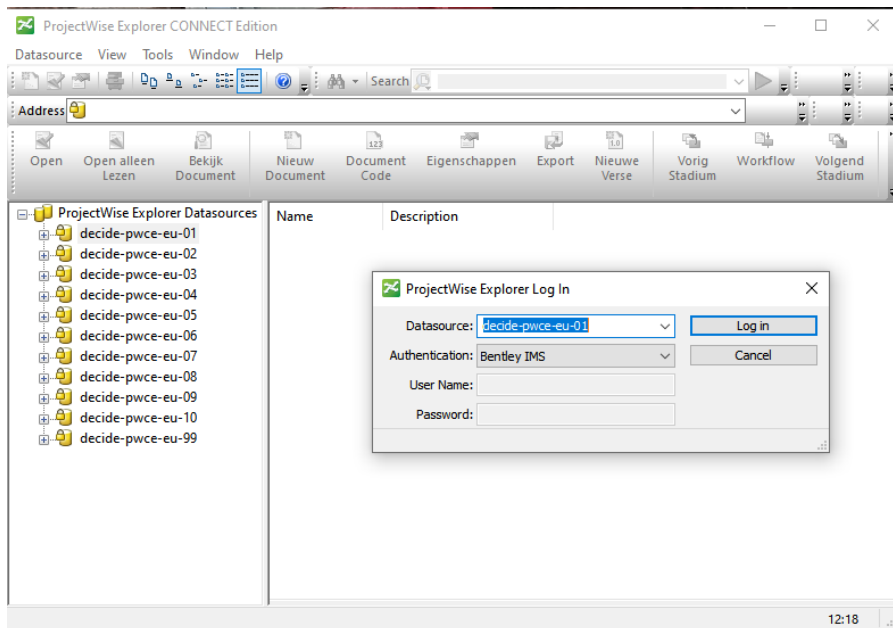 ProjectWise Explorer CONNECT Edition
Datasource View Tools Window Help
Search
Address
Open
Open alleen Lezen
Bekijk Document
Nieuw Document
123
Document Code
Eigenschappen
Export
1.0
Nieuwe Verse
Vorig Stadium
Workflow
Volgend Stadium
ProjectWise Explorer Datasources
decide-pwce-eu-01
decide-pwce-eu-02
decide-pwce-eu-03
decide-pwce-eu-04
decide-pwce-eu-05
decide-pwce-eu-06
decide-pwce-eu-07
decide-pwce-eu-08
decide-pwce-eu-09
decide-pwce-eu-10
decide-pwce-eu-99
Name Description
ProjectWise Explorer Log In
Datasource: decide-pwce-eu-01 Log in
Authentication: Bentley IMS Cancel
User Name:
Password:
12:18